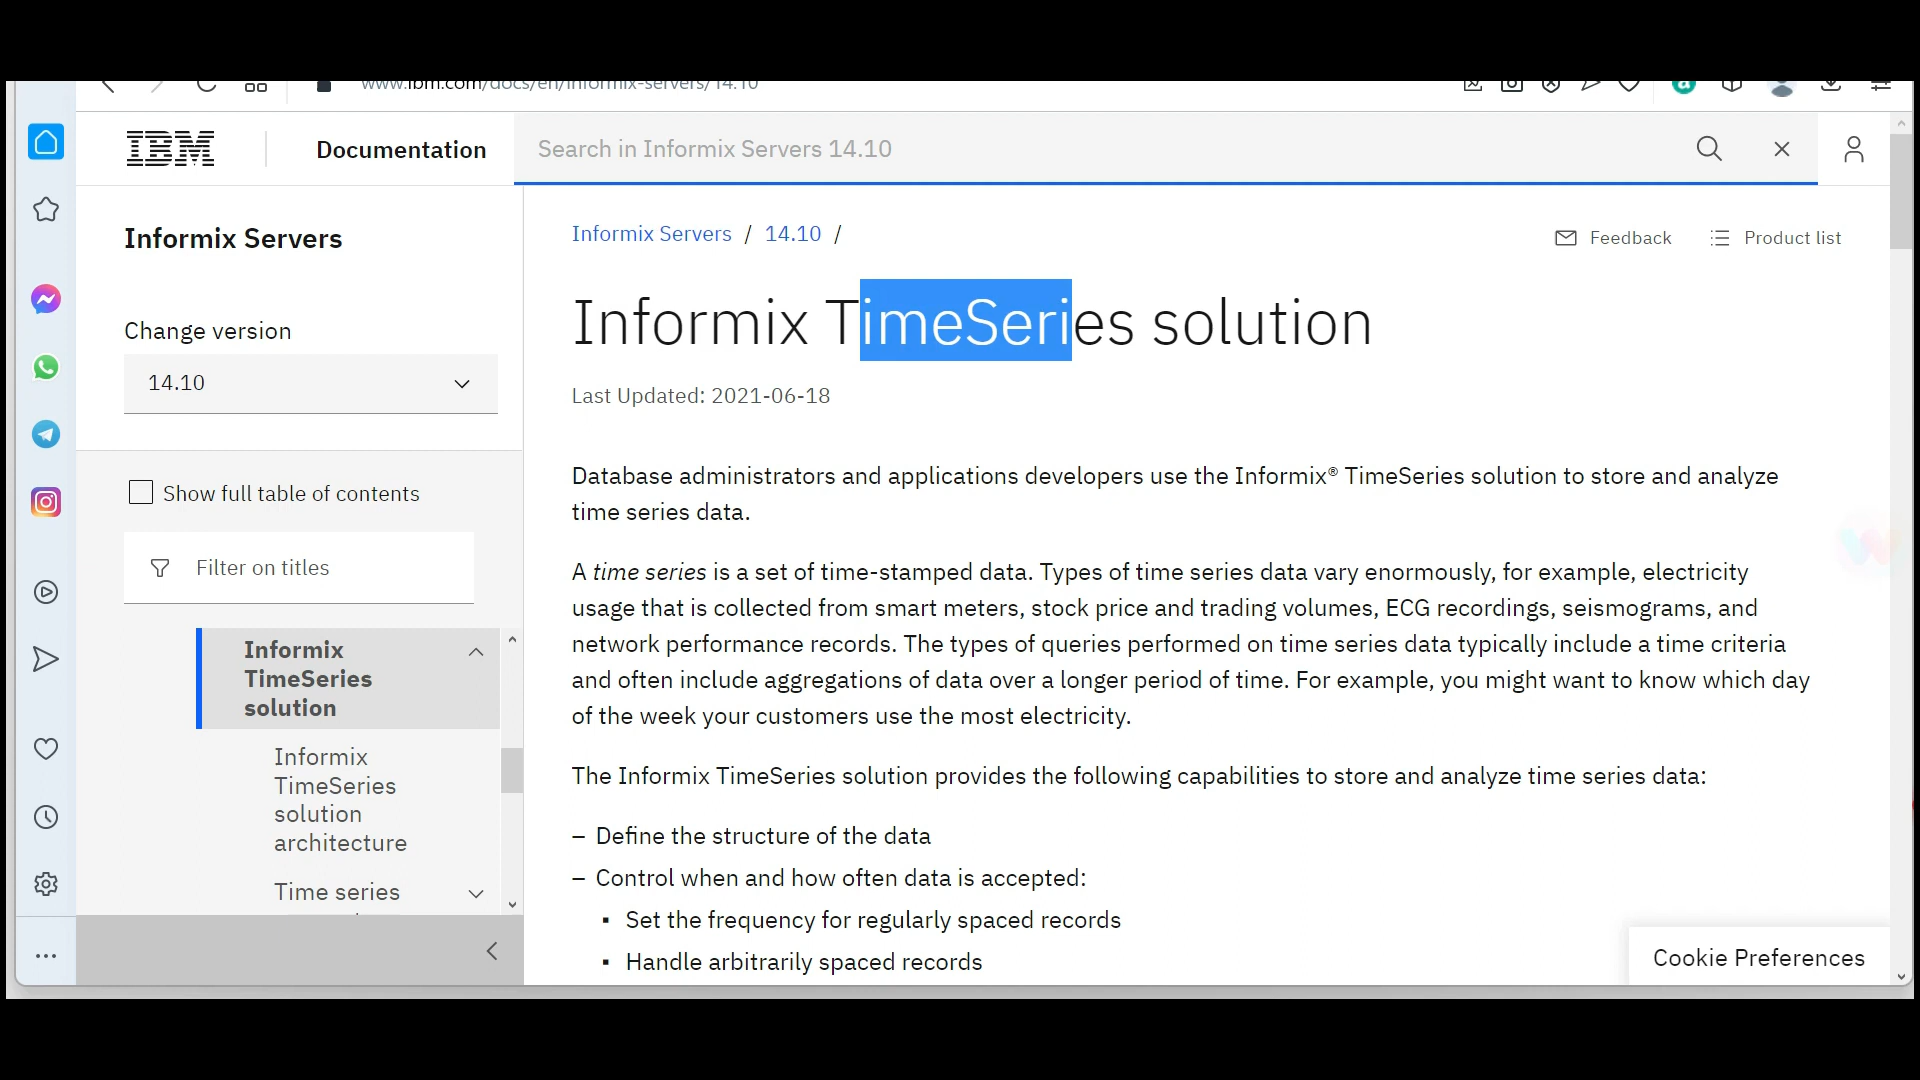 www.ibm.com/docs/en/informix-servers/14.10
IBM
Documentation
Search in Informix Servers 14.10
Informix Servers
Change version
14.10
Show full table of contents
Filter on titles
Informix
TimeSeries
solution
Informix
TimeSeries
solution
architecture
Time series
Informix Servers / 14.10 /
Feedback
Product list
Informix TimeSeries solution
Last Updated: 2021-06-18
Database administrators and applications developers use the Informix® TimeSeries solution to store and analyze
time series data.
A time series is a set of time-stamped data. Types of time series data vary enormously, for example, electricity
usage that is collected from smart meters, stock price and trading volumes, ECG recordings, seismograms, and
network performance records. The types of queries performed on time series data typically include a time criteria
and often include aggregations of data over a longer period of time. For example, you might want to know which day
of the week your customers use the most electricity.
The Informix TimeSeries solution provides the following capabilities to store and analyze time series data:
– Define the structure of the data
– Control when and how often data is accepted:
▪ Set the frequency for regularly spaced records
▪ Handle arbitrarily spaced records
Cookie Preferences